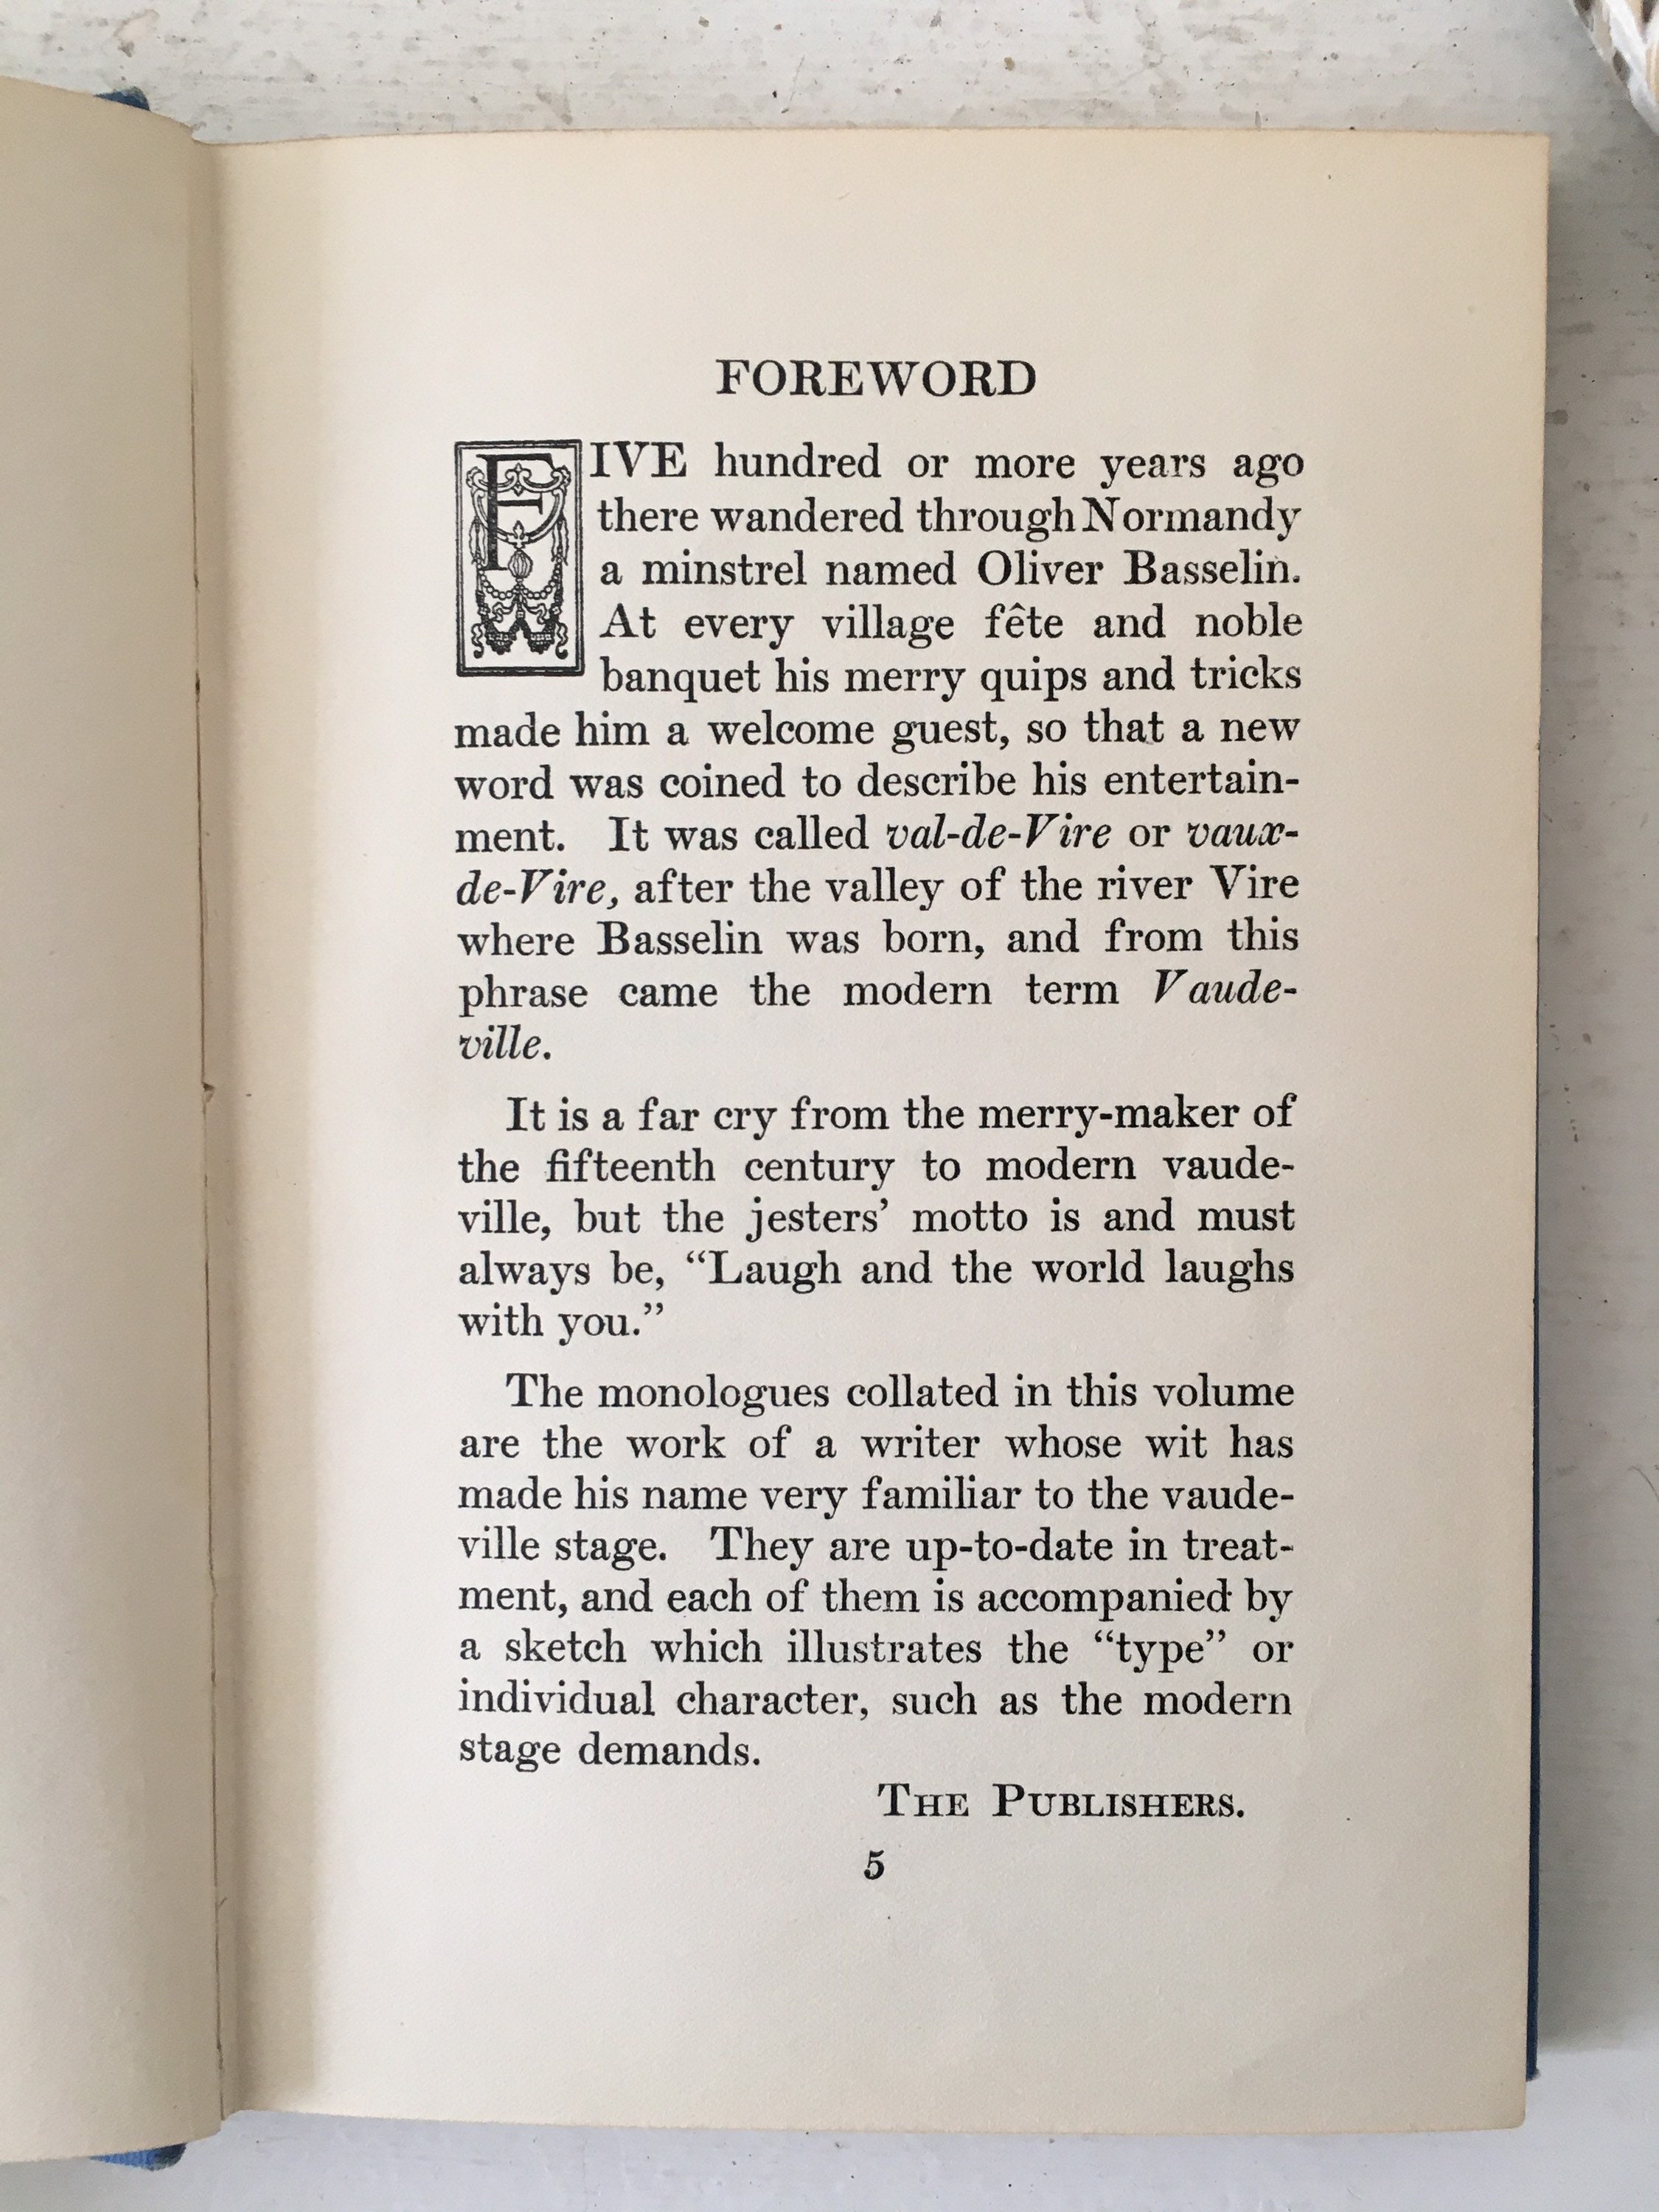 FOREWORD
FIVE hundred or more years ago
there wandered through Normandy
a minstrel named Oliver Basselin.
At every village fête and noble
banquet his merry quips and tricks
made him a welcome guest, so that a new
word was coined to describe his entertain-
ment. It was called val-de-Vire or vaux-
de-Vire, after the valley of the river Vire
where Basselin was born, and from this
phrase came the modern term Vaude-
ville.
It is a far cry from the merry-maker of
the fifteenth century to modern vaude-
ville, but the jesters’ motto is and must
always be, “Laugh and the world laughs
with you.”
The monologues collated in this volume
are the work of a writer whose wit has
made his name very familiar to the vaude-
ville stage. They are up-to-date in treat-
ment, and each of them is accompanied by
a sketch which illustrates the “type” or
individual character, such as the modern
stage demands.
THE PUBLISHERS.
5